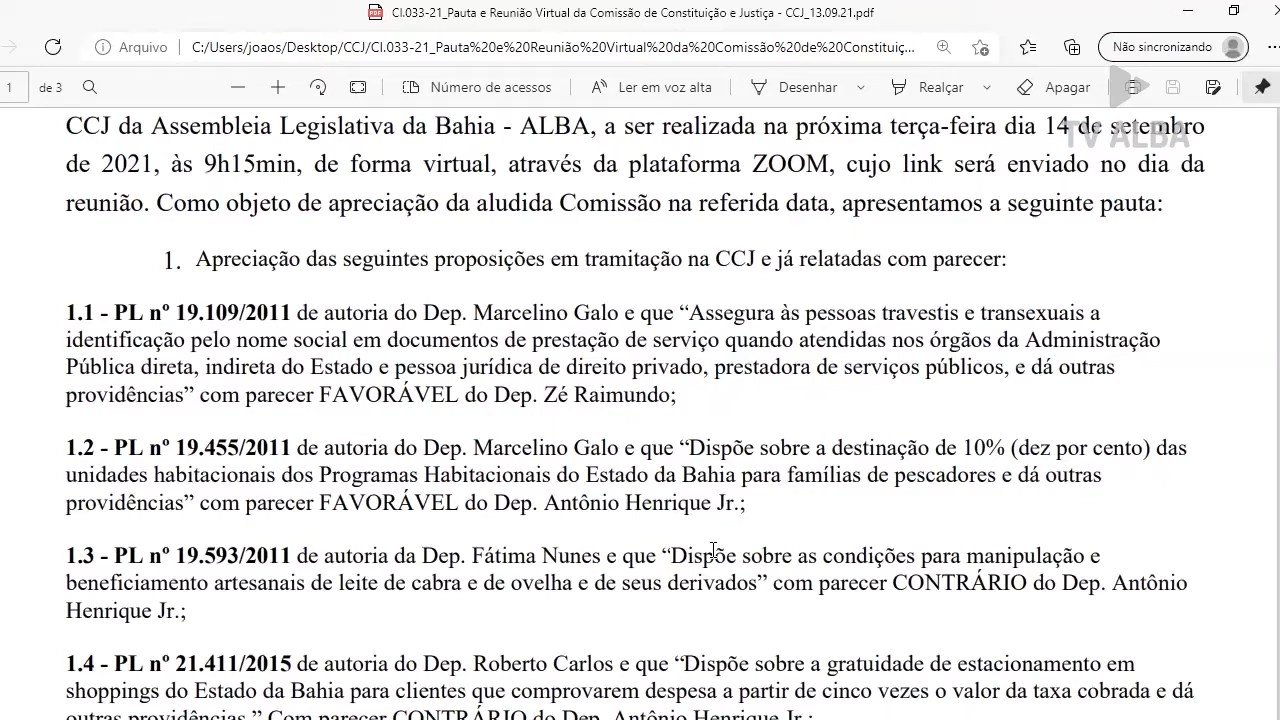 CI.033-21_Pauta e Reunião Virtual da Comissão de Constituição e Justiça - CCJ_13.09.21.pdf
Arquivo | C:/Users/joaos/Desktop/CCJ/CI.033-21_Pauta%20e%20Reunião%20Virtual%20da%20Comissão%20de%20Constituiç... Não sincronizando
1 de 3 Número de acessos Ler em voz alta Desenhar Realçar Apagar
TV ALBA
CCJ da Assembleia Legislativa da Bahia - ALBA, a ser realizada na próxima terça-feira dia 14 de setembro
de 2021, às 9h15min, de forma virtual, através da plataforma ZOOM, cujo link será enviado no dia da
reunião. Como objeto de apreciação da aludida Comissão na referida data, apresentamos a seguinte pauta:
1. Apreciação das seguintes proposições em tramitação na CCJ e já relatadas com parecer:
1.1 - PL nº 19.109/2011 de autoria do Dep. Marcelino Galo e que “Assegura às pessoas travestis e transexuais a
identificação pelo nome social em documentos de prestação de serviço quando atendidas nos órgãos da Administração
Pública direta, indireta do Estado e pessoa jurídica de direito privado, prestadora de serviços públicos, e dá outras
providências” com parecer FAVORÁVEL do Dep. Zé Raimundo;
1.2 - PL nº 19.455/2011 de autoria do Dep. Marcelino Galo e que “Dispõe sobre a destinação de 10% (dez por cento) das
unidades habitacionais dos Programas Habitacionais do Estado da Bahia para famílias de pescadores e dá outras
providências” com parecer FAVORÁVEL do Dep. Antônio Henrique Jr.;
1.3 - PL nº 19.593/2011 de autoria da Dep. Fátima Nunes e que “Dispõe sobre as condições para manipulação e
beneficiamento artesanais de leite de cabra e de ovelha e de seus derivados” com parecer CONTRÁRIO do Dep. Antônio
Henrique Jr.;
1.4 - PL nº 21.411/2015 de autoria do Dep. Roberto Carlos e que “Dispõe sobre a gratuidade de estacionamento em
shoppings do Estado da Bahia para clientes que comprovarem despesa a partir de cinco vezes o valor da taxa cobrada e dá
outras providências.” Com parecer CONTRÁRIO do Dep. Antônio Henrique Jr.;